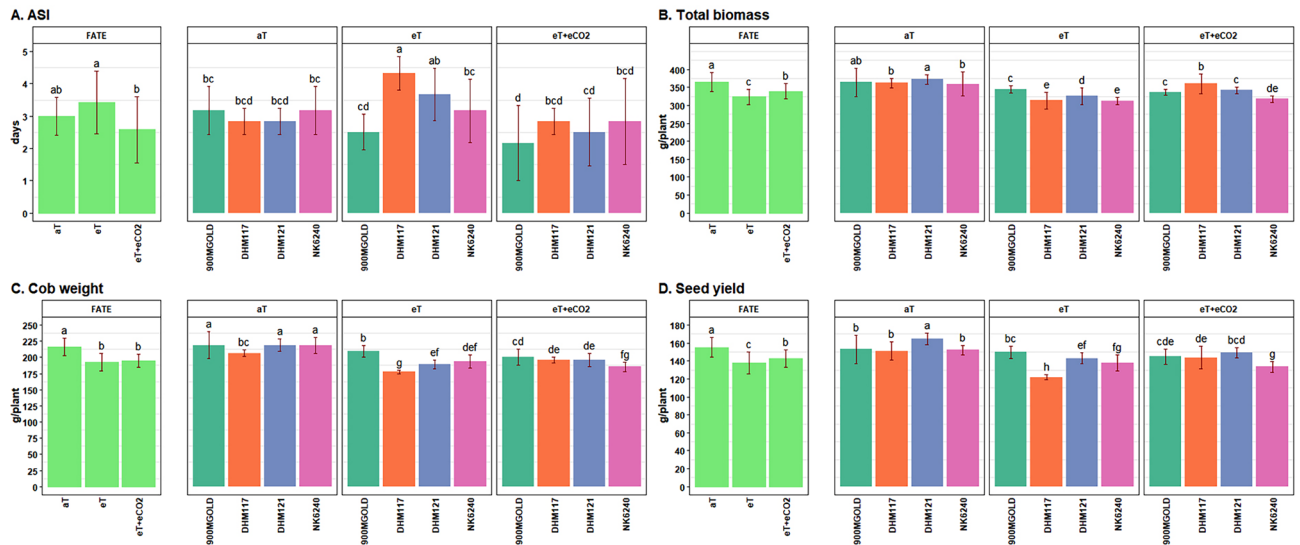 A. ASI
FATE
aT
eT
eT+eCO2
days
5
4
3
2
1
0
ab
a
b
bc
bcd
bcd
bc
cd
a
ab
bc
d
bcd
cd
bcd
aT
eT
eT+eCO2
900MGOLD
DHM117
DHM121
NK6240
900MGOLD
DHM117
DHM121
NK6240
900MGOLD
DHM117
DHM121
NK6240
B. Total biomass
FATE
aT
eT
eT+eCO2
g/plant
400
350
300
250
200
150
100
50
0
a
c
b
ab
b
a
b
c
e
d
e
c
b
c
de
aT
eT
eT+eCO2
900MGOLD
DHM117
DHM121
NK6240
900MGOLD
DHM117
DHM121
NK6240
900MGOLD
DHM117
DHM121
NK6240
C. Cob weight
FATE
aT
eT
eT+eCO2
g/plant
250
225
200
175
150
125
100
75
50
25
0
a
b
b
a
bc
a
a
b
g
ef
def
cd
de
de
fg
aT
eT
eT+eCO2
900MGOLD
DHM117
DHM121
NK6240
900MGOLD
DHM117
DHM121
NK6240
900MGOLD
DHM117
DHM121
NK6240
D. Seed yield
FATE
aT
eT
eT+eCO2
g/plant
180
160
140
120
100
80
60
40
20
0
a
c
b
b
b
a
b
bc
h
ef
fg
cde
de
bcd
g
aT
eT
eT+eCO2
900MGOLD
DHM117
DHM121
NK6240
900MGOLD
DHM117
DHM121
NK6240
900MGOLD
DHM117
DHM121
NK6240